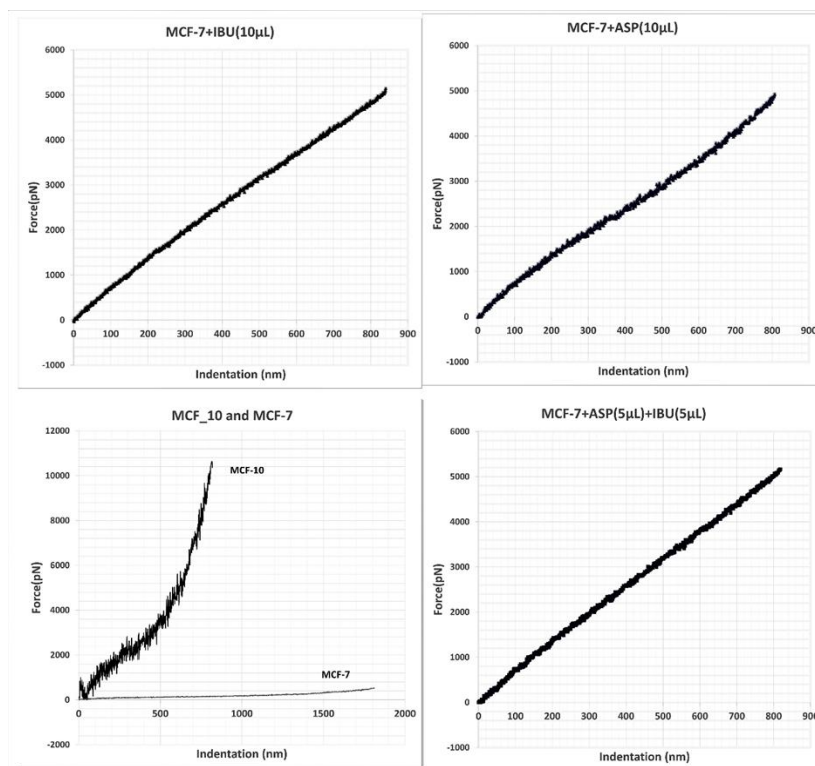 MCF-7+IBU(10μL)
6000
5000
4000
3000
2000
1000
0
-1000
Force(pN)
0 100 200 300 400 500 600 700 800 900
Indentation (nm)
MCF-7+ASP(10μL)
6000
5000
4000
3000
2000
1000
0
-1000
Force(pN)
0 100 200 300 400 500 600 700 800 900
Indentation (nm)
MCF_10 and MCF-7
12000
10000
8000
6000
4000
2000
0
-2000
Force(pN)
MCF-10
MCF-7
0 500 1000 1500 2000
Indentation (nm)
MCF-7+ASP(5μL)+IBU(5μL)
6000
5000
4000
3000
2000
1000
0
-1000
Force(pN)
0 100 200 300 400 500 600 700 800 900
Indentation (nm)